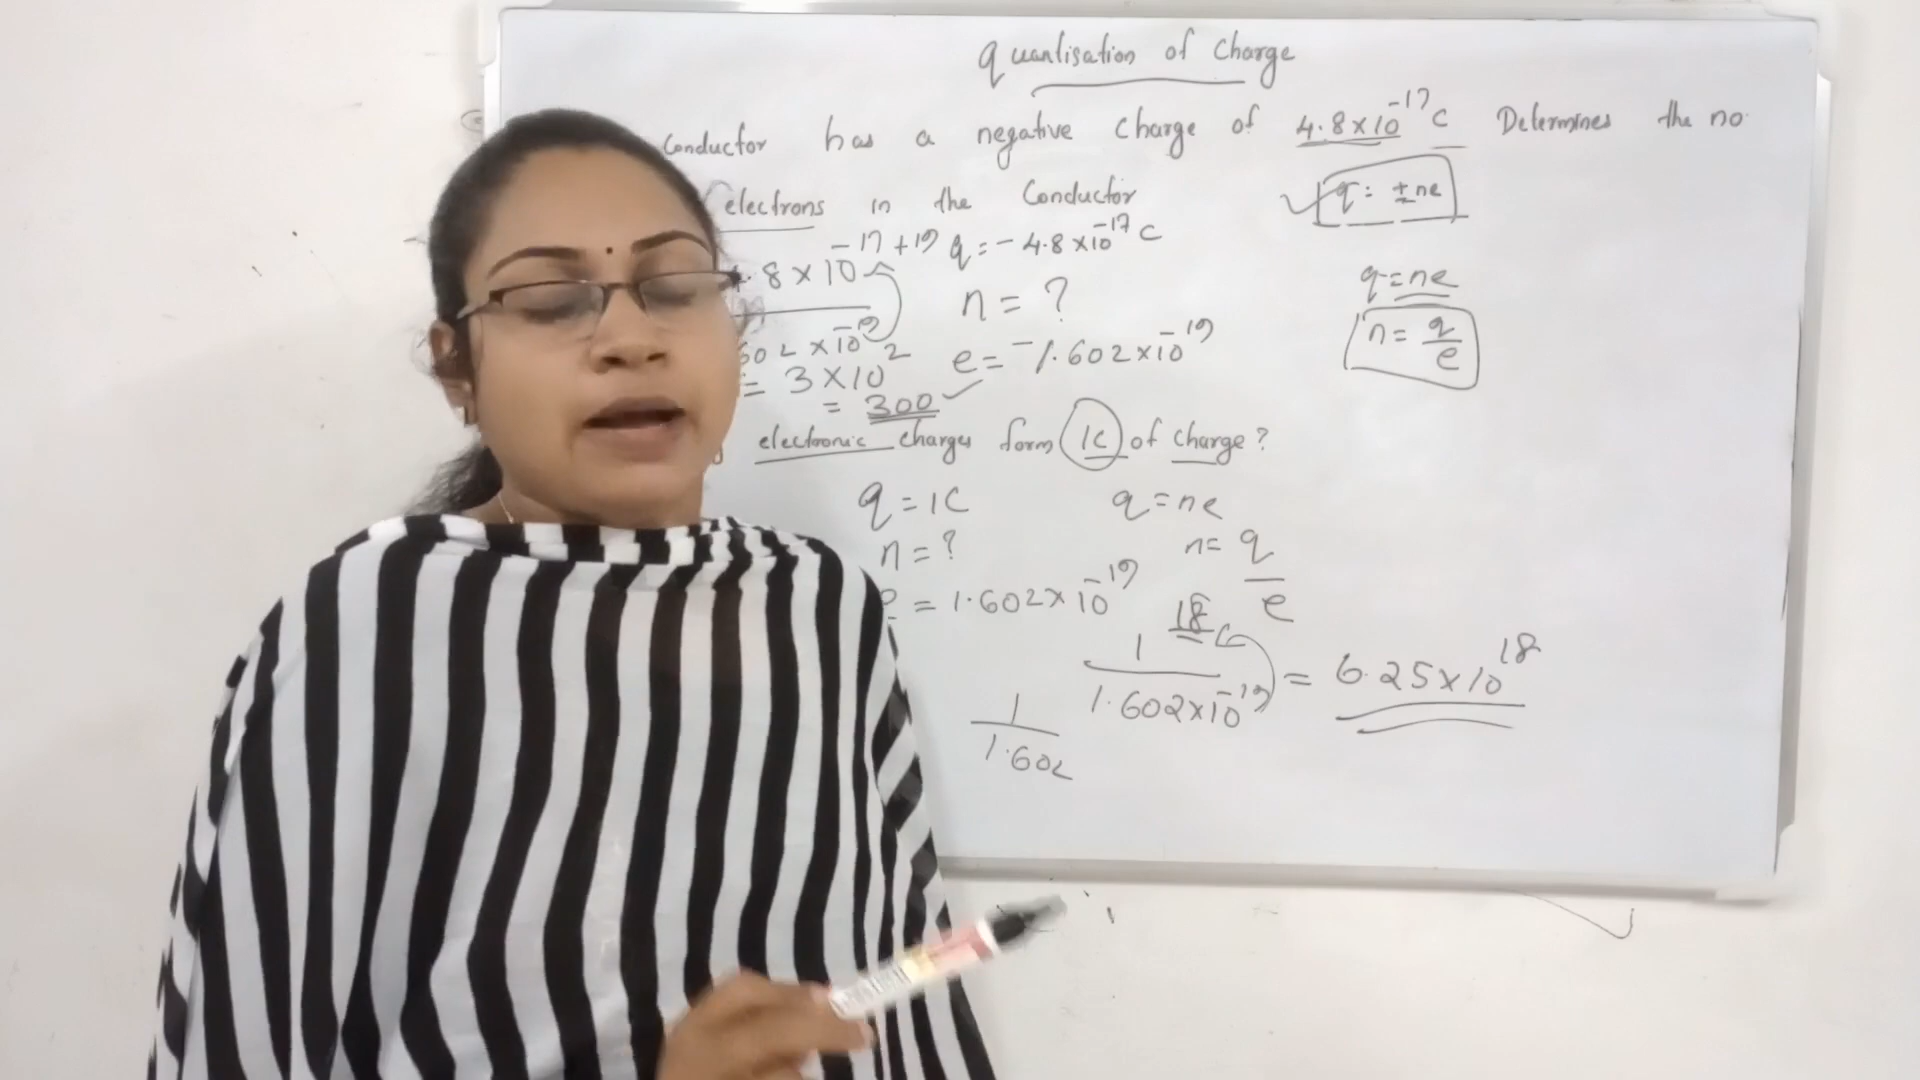 quantisation of Charge
Conductor has a negative Charge of 4.8×10⁻¹⁷ C Determines the no
electrons in the Conductor
q = ±ne
.8 × 10⁻¹⁷⁺¹⁹
q = - 4.8 ×10⁻¹⁷ C
q = ne
602 ×10⁻¹⁹
n = ?
n = q/e
= 3 × 10²
e = -1.602×10⁻¹⁹
= 300
electronic charges form 1C of Charge?
q = 1C
q = ne
n = ?
n = q/e
e = 1.602×10⁻¹⁹
18
1/1.602×10⁻¹⁹ = 6.25×10¹⁸
1/1.602